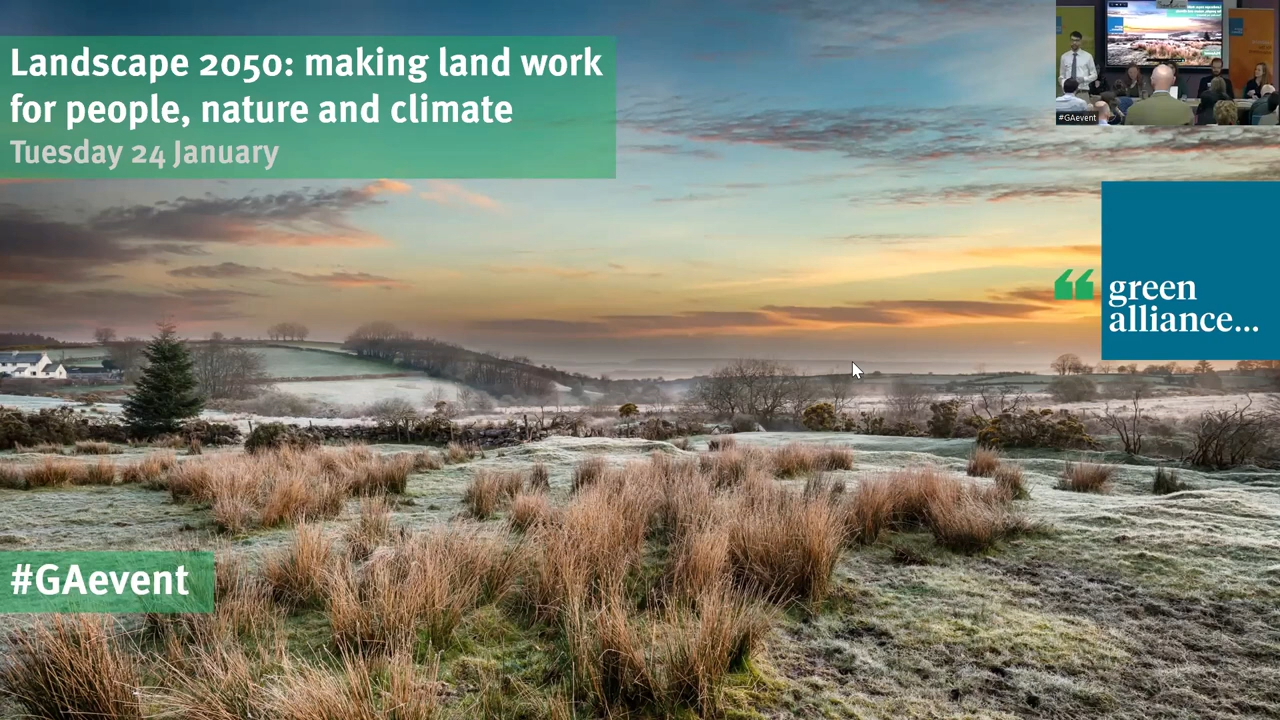 Landscape 2050: making land work
for people, nature and climate
Tuesday 24 January
#GAevent
green
alliance...
#GAevent